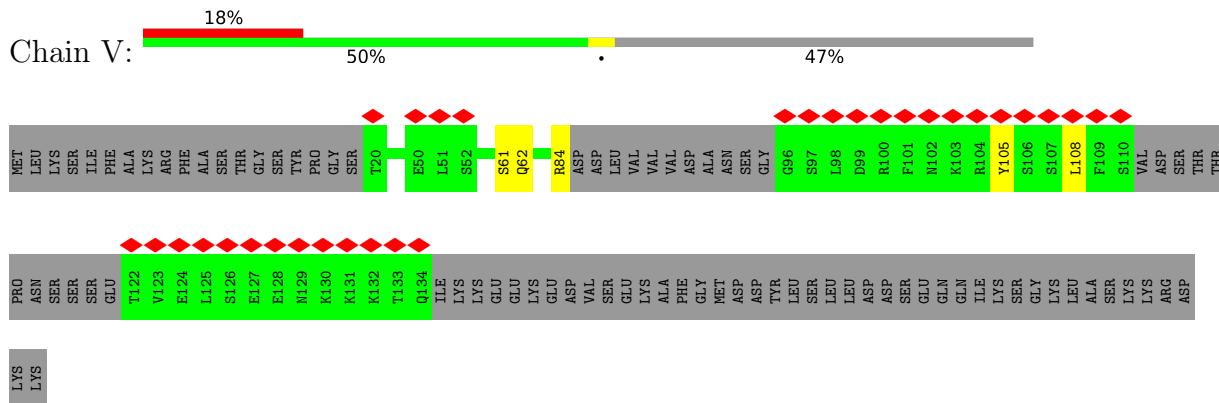 18%
Chain V:
50% • 47%
MET LEU LYS SER ILE PHE ALA LYS ARG PHE ALA SER THR GLY SER TYR PRO GLY SER T20 E50 L51 S52 S61 Q62 R84 ASP ASP LEU VAL VAL VAL ASP ALA ASN SER GLY G96 S97 L98 D99 R100 F101 N102 K103 R104 Y105 S106 S107 L108 F109 S110 VAL ASP SER THR THR
PRO ASN SER SER SER GLU T122 V123 E124 L125 S126 E127 E128 N129 K130 K131 K132 T133 Q134 ILE LYS LYS GLU GLU LYS GLU ASP VAL SER GLU LYS ALA PHE GLY MET ASP ASP TYR LEU SER LEU LEU ASP ASP SER GLU GLN GLN ILE LYS SER GLY LYS LEU ALA SER LYS LYS ARG ASP
LYS LYS